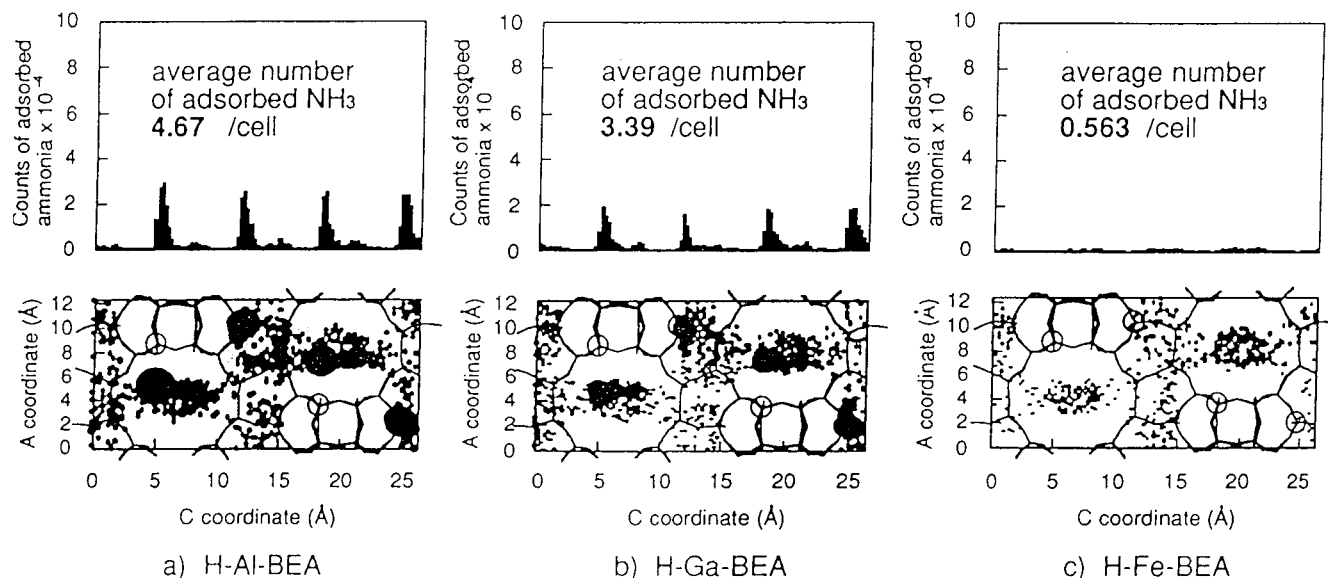 Counts of adsorbed
ammonia x 10-4
10
8
6
4
2
0
average number
of adsorbed NH3
4.67 /cell
Counts of adsorbed
ammonia x 10-4
10
8
6
4
2
0
average number
of adsorbed NH3
3.39 /cell
Counts of adsorbed
ammonia x 10-4
10
8
6
4
2
0
average number
of adsorbed NH3
0.563 /cell
A coordinate (Å)
12
10
8
6
4
2
0
0 5 10 15 20 25
C coordinate (Å)
A coordinate (Å)
12
10
8
6
4
2
0
0 5 10 15 20 25
C coordinate (Å)
A coordinate (Å)
12
10
8
6
4
2
0
0 5 10 15 20 25
C coordinate (Å)
a) H-Al-BEA
b) H-Ga-BEA
c) H-Fe-BEA